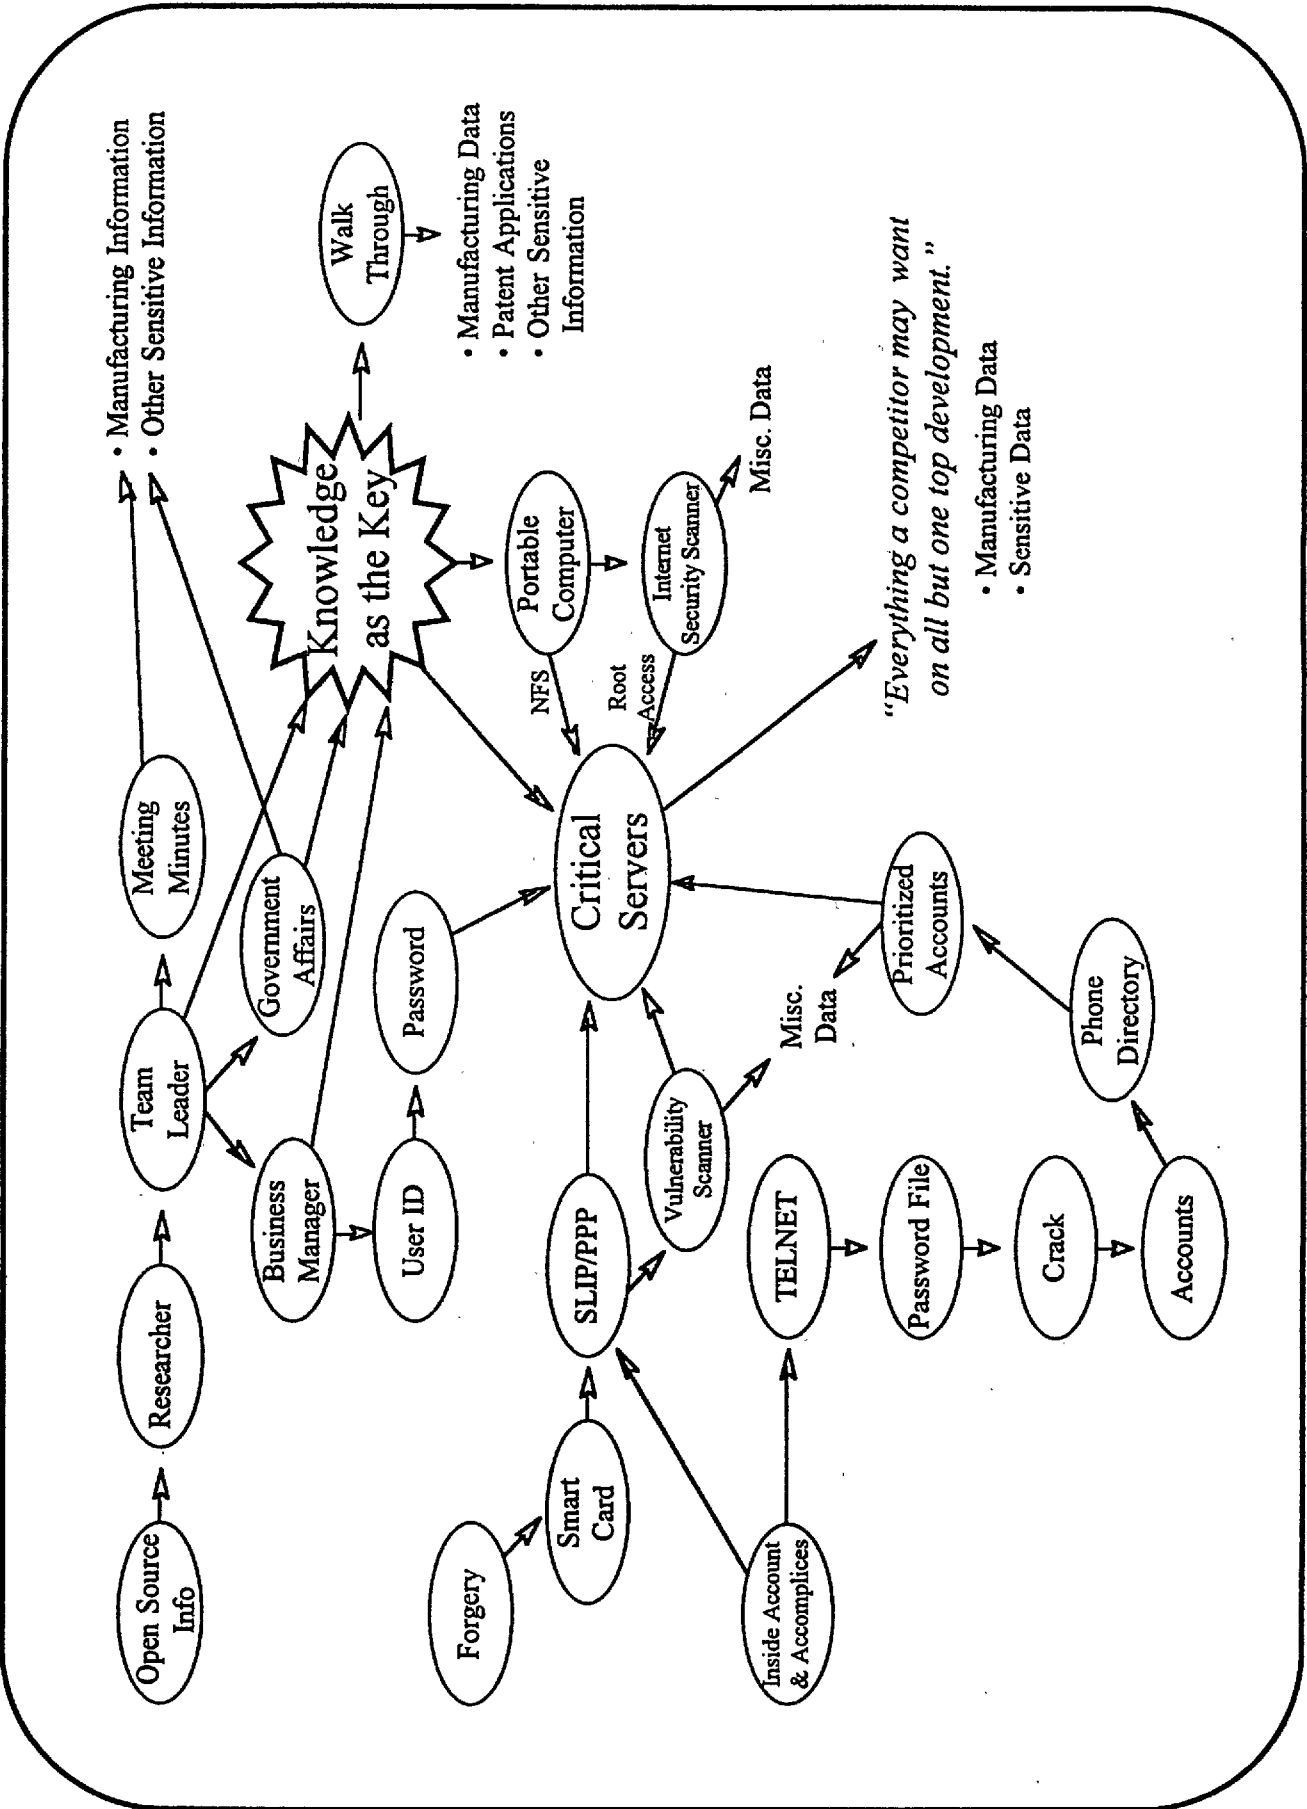 Open Source
Info
Researcher
Team
Leader
Meeting
Minutes
• Manufacturing Information
• Other Sensitive Information
Business
Manager
Government
Affairs
Knowledge
as the Key
Walk
Through
• Manufacturing Data
• Patent Applications
• Other Sensitive
Information
User ID
Password
Forgery
Smart
Card
SLIP/PPP
Critical
Servers
NFS
Portable
Computer
Root
Access
Internet
Security Scanner
Misc. Data
Vulnerability
Scanner
Misc.
Data
Inside Account
& Accomplices
TELNET
Password File
Crack
Accounts
Phone
Directory
Prioritized
Accounts
“Everything a competitor may want
on all but one top development.”
• Manufacturing Data
• Sensitive Data